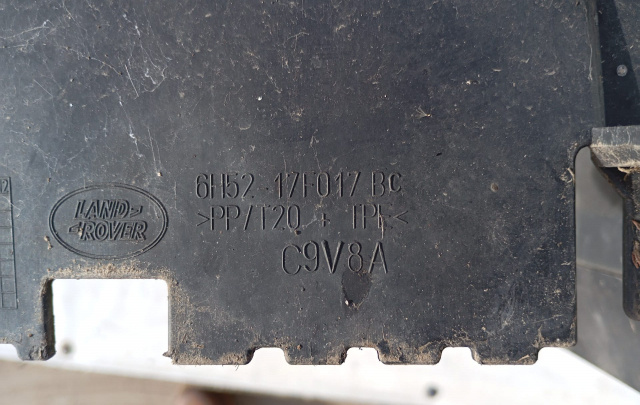 LAND
ROVER
6H52 17F017 BC
>PP/T20 + TPE<
C9V8A